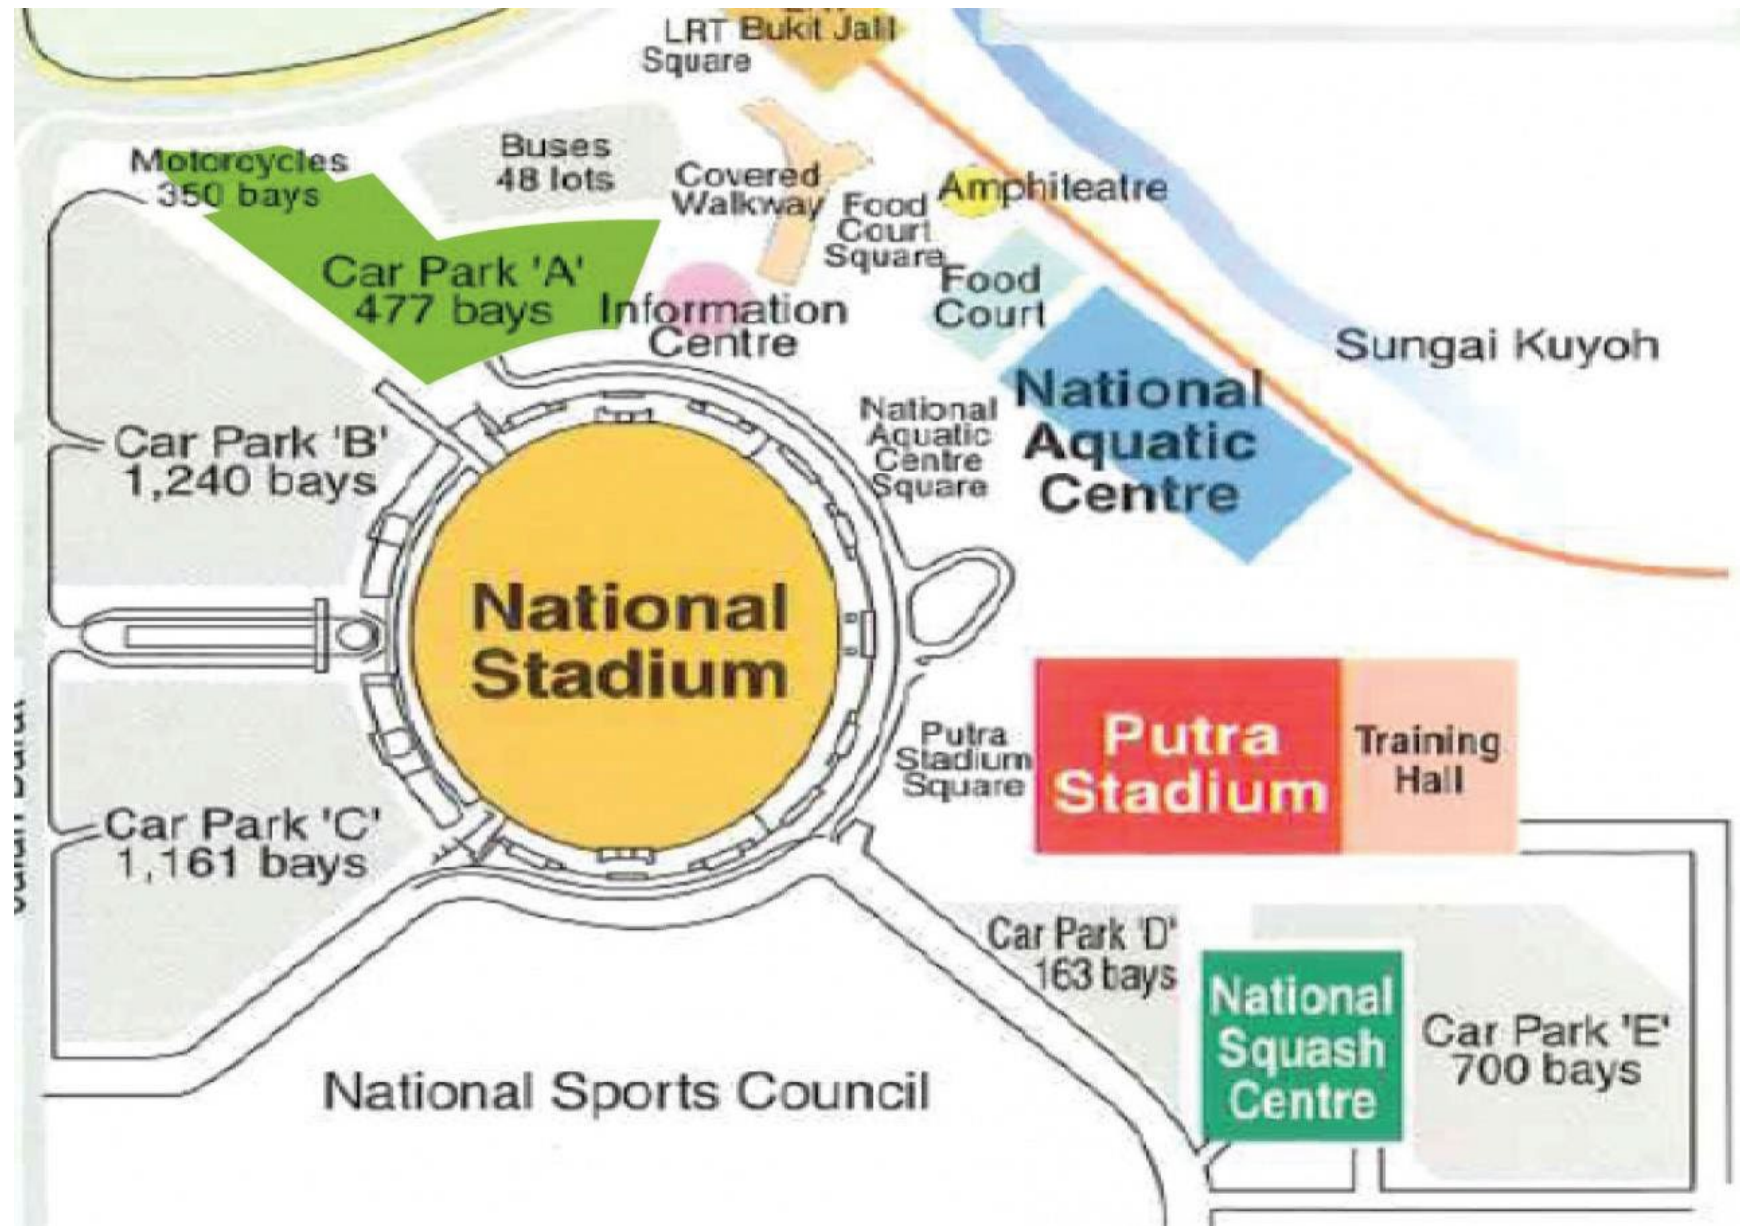 LRT
Square
Bukit Jalil
Motorcycles
350 bays
Buses
48 lots
Covered
Walkway
Food
Court
Square
Amphiteatre
Car Park 'A'
477 bays
Information
Centre
Food
Court
Sungai Kuyoh
National
Aquatic
Centre
Square
National
Aquatic
Centre
Car Park 'B'
1,240 bays
National
Stadium
Putra
Stadium
Square
Putra
Stadium
Training
Hall
Car Park 'C'
1,161 bays
Car Park 'D'
163 bays
National
Squash
Centre
Car Park 'E'
700 bays
National Sports Council